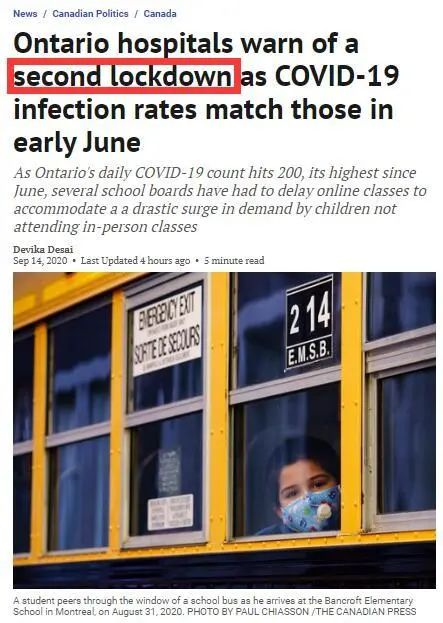 News / Canadian Politics / Canada
Ontario hospitals warn of a
second lockdown as COVID-19
infection rates match those in
early June
As Ontario's daily COVID-19 count hits 200, its highest since
June, several school boards have had to delay online classes to
accommodate a a drastic surge in demand by children not
attending in-person classes
Devika Desai
Sep 14, 2020 • Last Updated 4 hours ago • 5 minute read
EMERGENCY EXIT
SORTIE DE SECOURS
214
E.M.S.B.
A student peers through the window of a school bus as he arrives at the Bancroft Elementary
School in Montreal, on August 31, 2020. PHOTO BY PAUL CHIASSON /THE CANADIAN PRESS